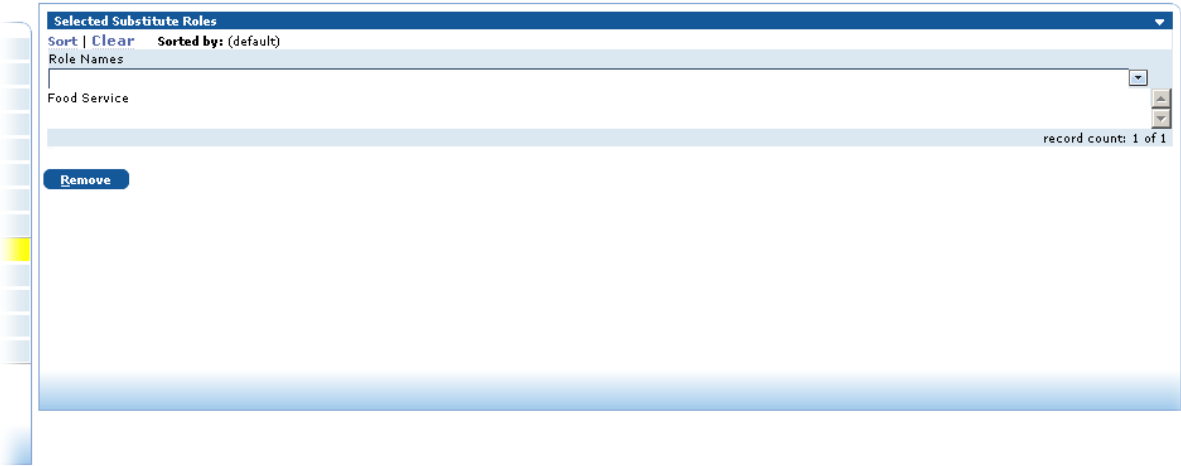 Selected Substitute Roles
Sort | Clear Sorted by: (default)
Role Names
Food Service
record count: 1 of 1
Remove